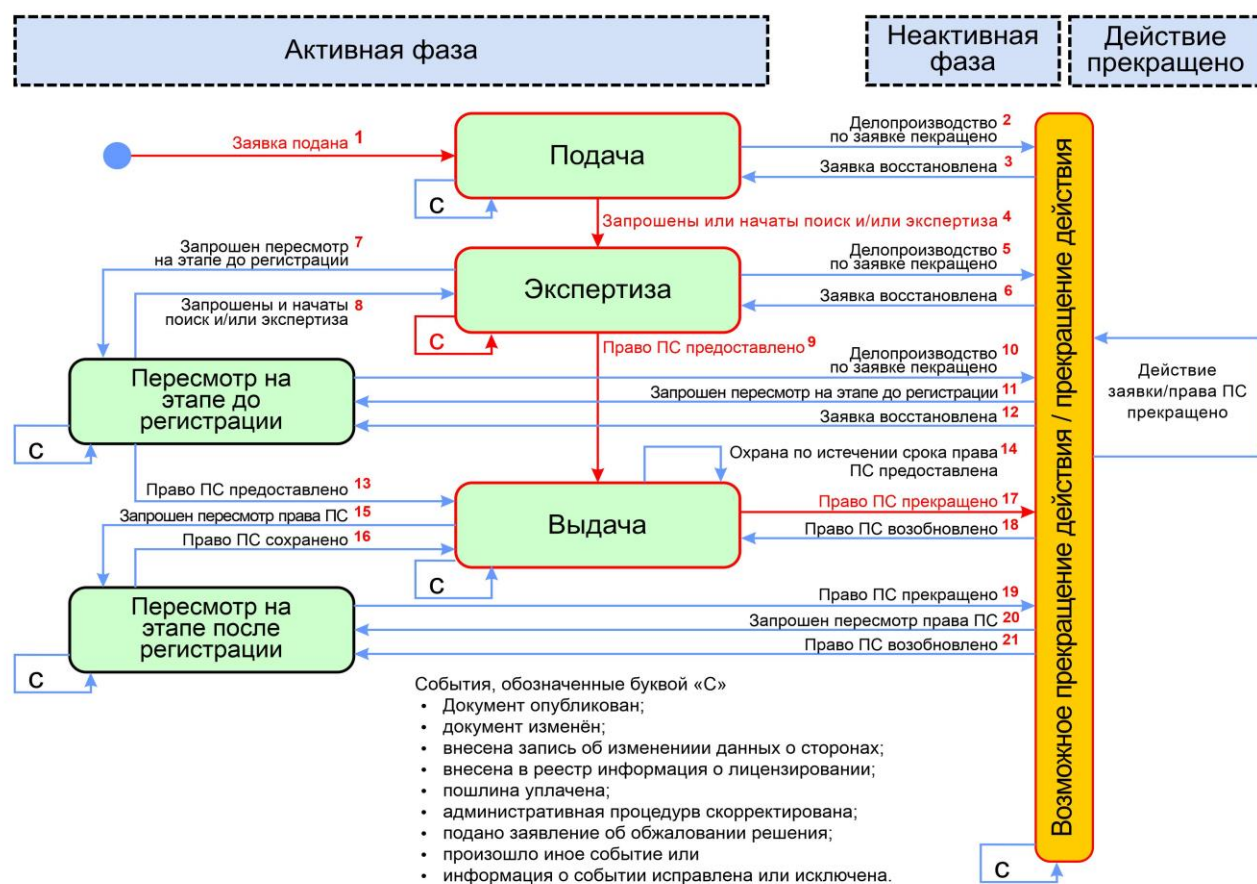 Активная фаза
Неактивная
фаза
Действие
прекращено
Заявка подана 1
Подача
Делопроизводство 2
по заявке пекращено
Заявка восстановлена 3
С
Запрошены или начаты поиск и/или экспертиза 4
Запрошен пересмотр 7
на этапе до регистрации
Экспертиза
Делопроизводство 5
по заявке пекращено
Заявка восстановлена 6
Запрошены и начаты 8
поиск и/или экспертиза
С
Право ПС предоставлено 9
Пересмотр на
этапе до
регистрации
С
Делопроизводство 10
по заявке пекращено
Запрошен пересмотр на этапе до регистрации 11
Заявка восстановлена 12
Действие
заявки/права ПС
прекращено
Охрана по истечении срока права 14
ПС предоставлена
Право ПС предоставлено 13
Запрошен пересмотр права ПС 15
Право ПС сохранено 16
Выдача
С
Право ПС прекращено 17
Право ПС возобновлено 18
Пересмотр на
этапе после
регистрации
С
Право ПС прекращено 19
Запрошен пересмотр права ПС 20
Право ПС возобновлено 21
Возможное прекращение действия / прекращение действия
С
События, обозначенные буквой «С»
• Документ опубликован;
• документ изменён;
• внесена запись об изменениии данных о сторонах;
• внесена в реестр информация о лицензировании;
• пошлина уплачена;
• административная процедурв скорректирована;
• подано заявление об обжаловании решения;
• произошло иное событие или
• информация о событии исправлена или исключена.